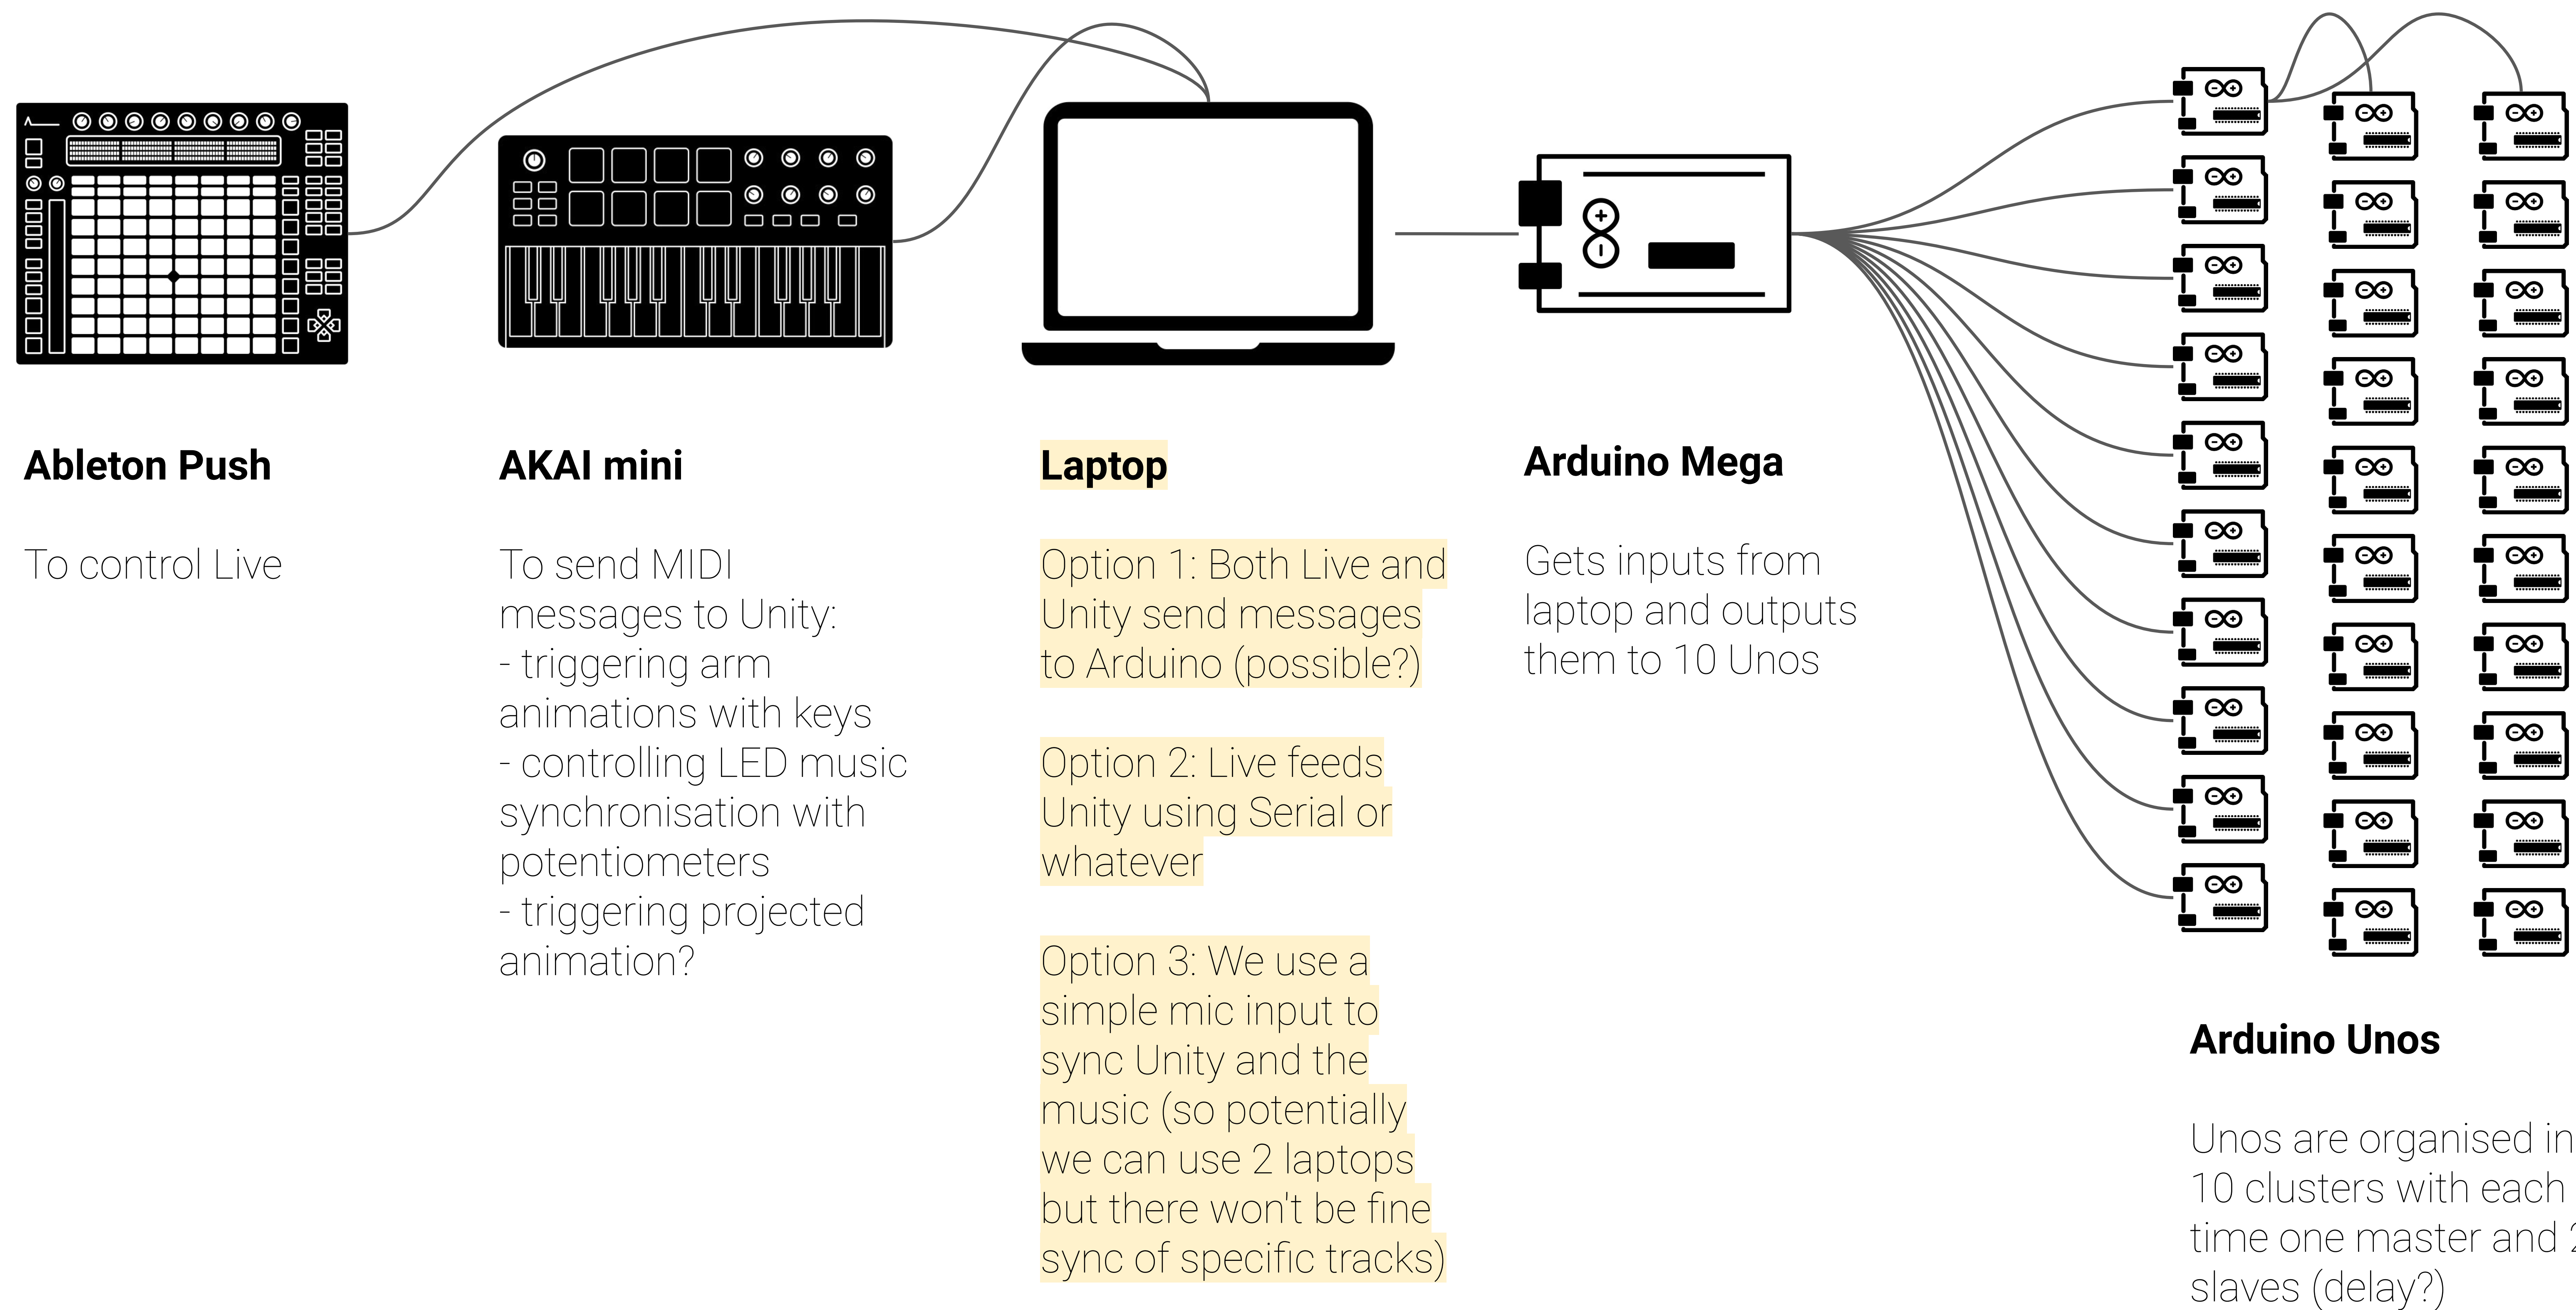 Ableton Push
To control Live
AKAI mini
To send MIDI
messages to Unity:
- triggering arm
animations with keys
- controlling LED music
synchronisation with
potentiometers
- triggering projected
animation?
Laptop
Option 1: Both Live and
Unity send messages
to Arduino (possible?)
Option 2: Live feeds
Unity using Serial or
whatever
Option 3: We use a
simple mic input to
sync Unity and the
music (so potentially
we can use 2 laptops
but there won't be fine
sync of specific tracks)
Arduino Mega
Gets inputs from
laptop and outputs
them to 10 Unos
Arduino Unos
Unos are organised in
10 clusters with each
time one master and 2
slaves (delay?)